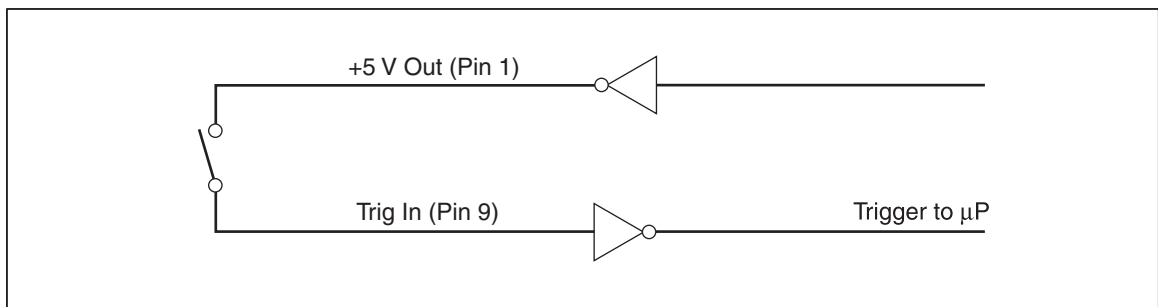 +5 V Out (Pin 1)
Trig In (Pin 9)
Trigger to μP